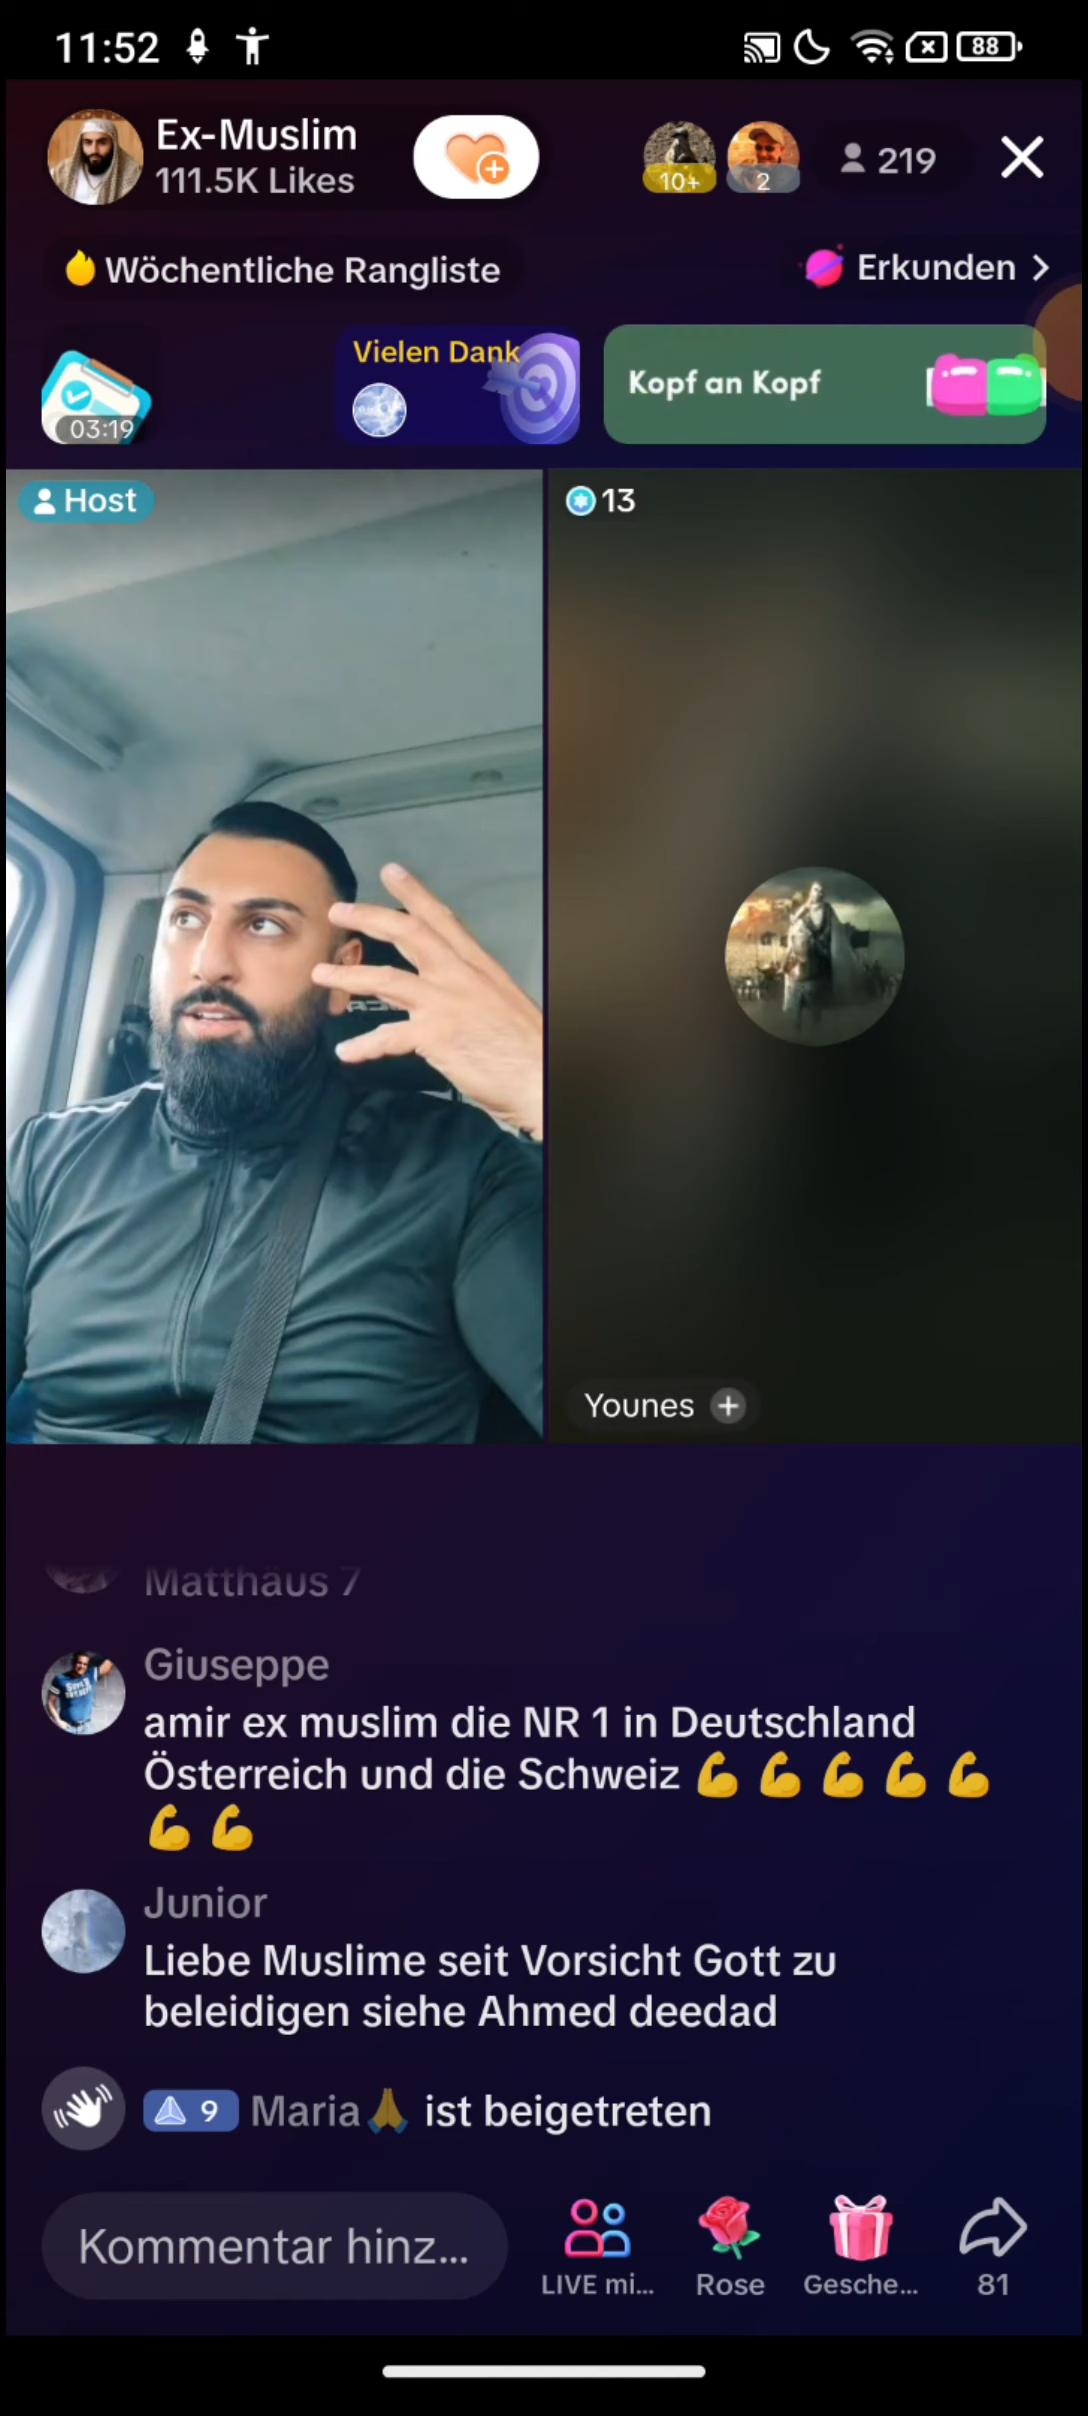 11:52
88
Ex-Muslim
111.5K Likes
10+
2
219
Wöchentliche Rangliste
Erkunden
03:19
Vielen Dank
Kopf an Kopf
Host
13
Younes
Matthäus 7
Giuseppe
amir ex muslim die NR 1 in Deutschland
Österreich und die Schweiz 💪 💪 💪 💪 💪
💪 💪
Junior
Liebe Muslime seit Vorsicht Gott zu
beleidigen siehe Ahmed deedad
9 Maria🙏 ist beigetreten
Kommentar hinz...
LIVE mi...
Rose
Gesche...
81